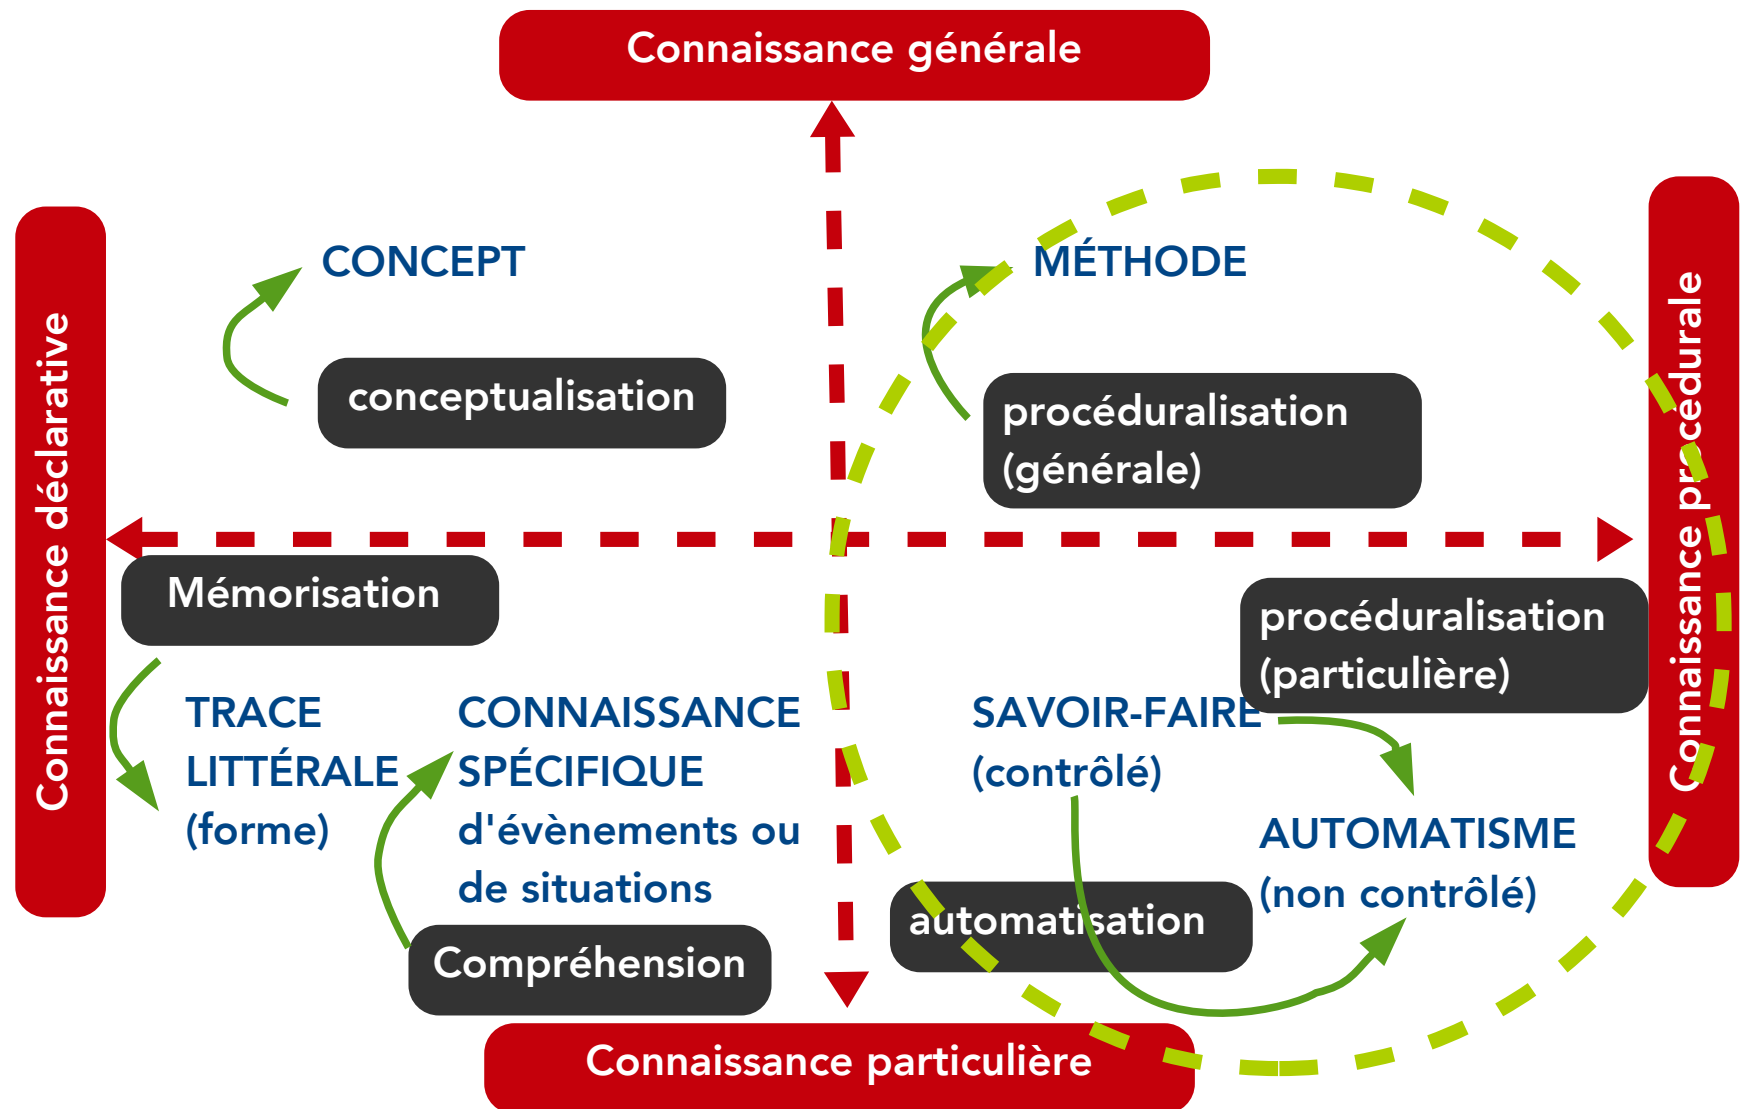 Connaissance générale
Connaissance déclarative
CONCEPT
conceptualisation
MÉTHODE
procéduralisation
(générale)
Connaissance procédurale
Mémorisation
TRACE
LITTÉRALE
(forme)
CONNAISSANCE
SPÉCIFIQUE
d'évènements ou
de situations
Compréhension
procéduralisation
(particulière)
SAVOIR-FAIRE
(contrôlé)
AUTOMATISME
(non contrôlé)
automatisation
Connaissance particulière